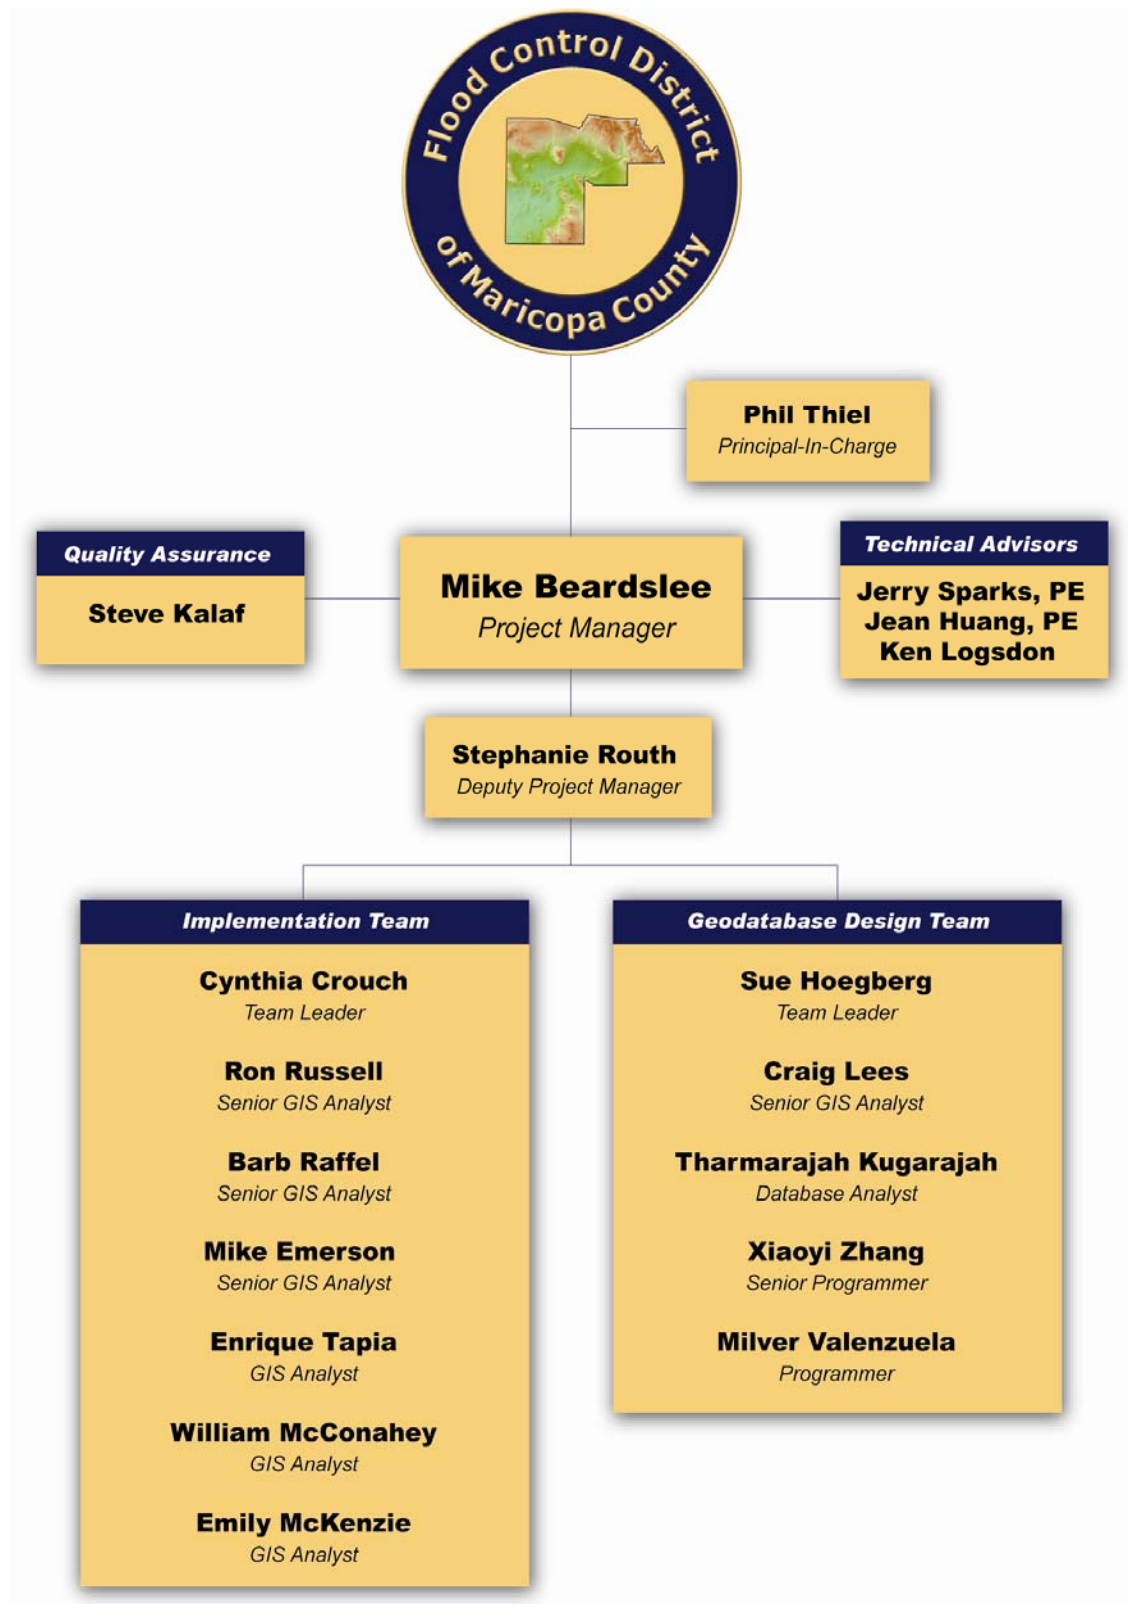 Flood Control District
of Maricopa County
Phil Thiel
Principal-In-Charge
Quality Assurance
Steve Kalaf
Mike Beardslee
Project Manager
Technical Advisors
Jerry Sparks, PE
Jean Huang, PE
Ken Logsdon
Stephanie Routh
Deputy Project Manager
Implementation Team
Cynthia Crouch
Team Leader
Ron Russell
Senior GIS Analyst
Barb Raffel
Senior GIS Analyst
Mike Emerson
Senior GIS Analyst
Enrique Tapia
GIS Analyst
William McConahey
GIS Analyst
Emily McKenzie
GIS Analyst
Geodatabase Design Team
Sue Hoegberg
Team Leader
Craig Lees
Senior GIS Analyst
Tharmarajah Kugarajah
Database Analyst
Xiaoyi Zhang
Senior Programmer
Milver Valenzuela
Programmer